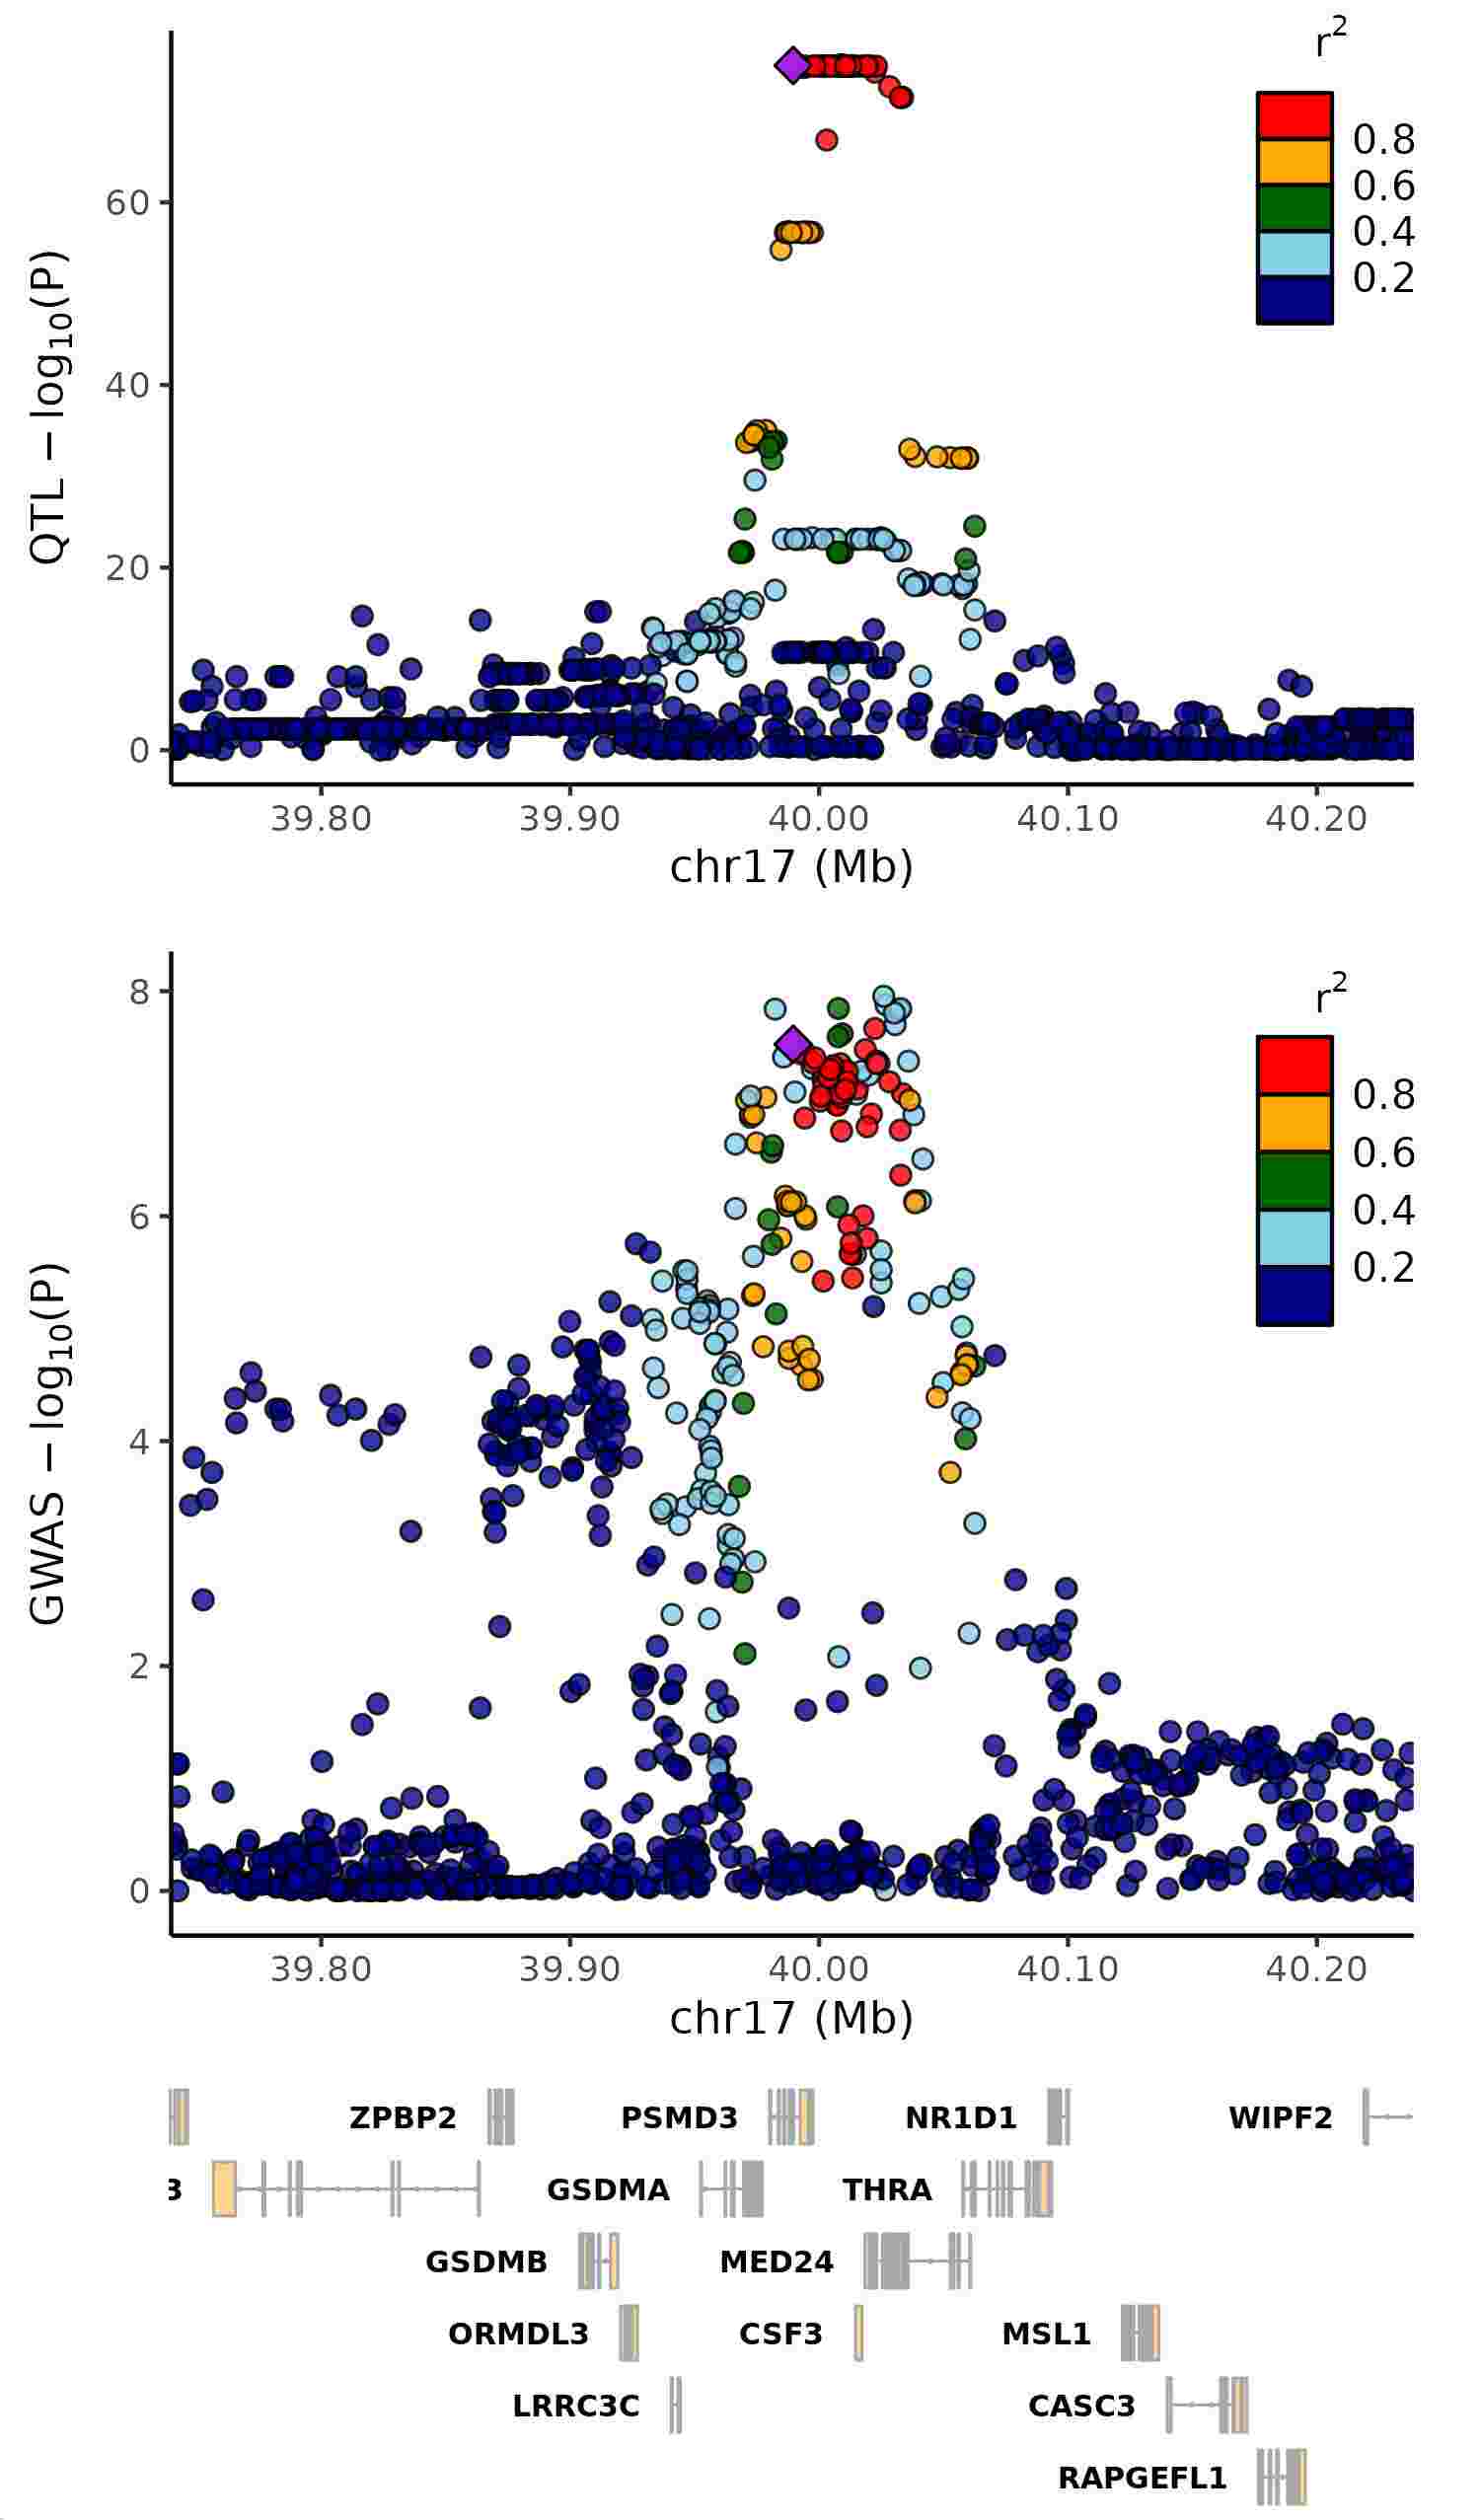 r2
0.8
0.6
0.4
0.2
60
40
20
0
QTL – log10(P)
39.80 39.90 40.00 40.10 40.20
chr17 (Mb)
r2
0.8
0.6
0.4
0.2
8
6
4
2
0
GWAS – log10(P)
39.80 39.90 40.00 40.10 40.20
chr17 (Mb)
ZPBP2 PSMD3 NR1D1 WIPF2
3 GSDMA THRA
GSDMB MED24
ORMDL3 CSF3 MSL1
LRRC3C CASC3
RAPGEFL1